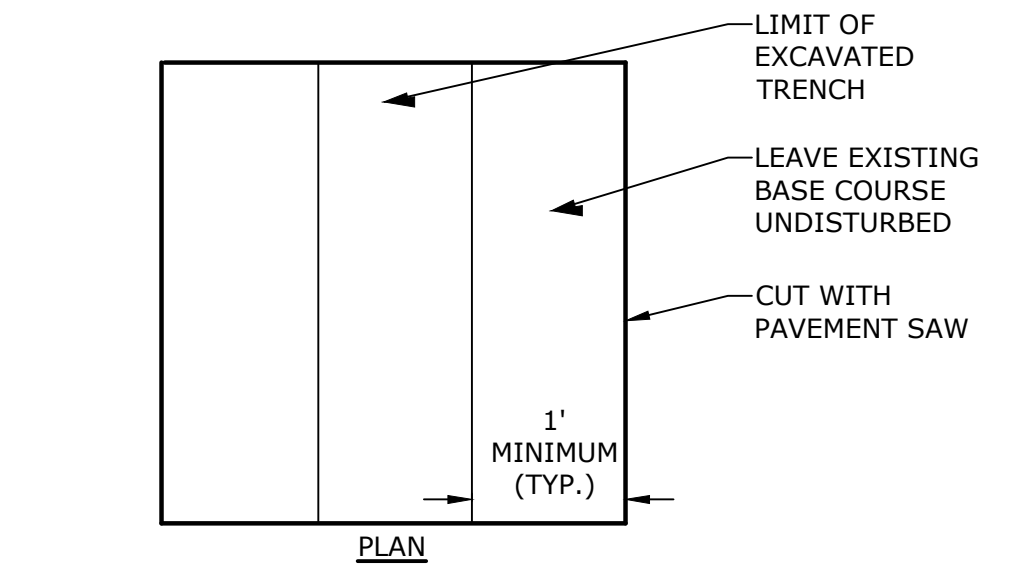 LIMIT OF
EXCAVATED
TRENCH
LEAVE EXISTING
BASE COURSE
UNDISTURBED
CUT WITH
PAVEMENT SAW
1'
MINIMUM
(TYP.)
PLAN